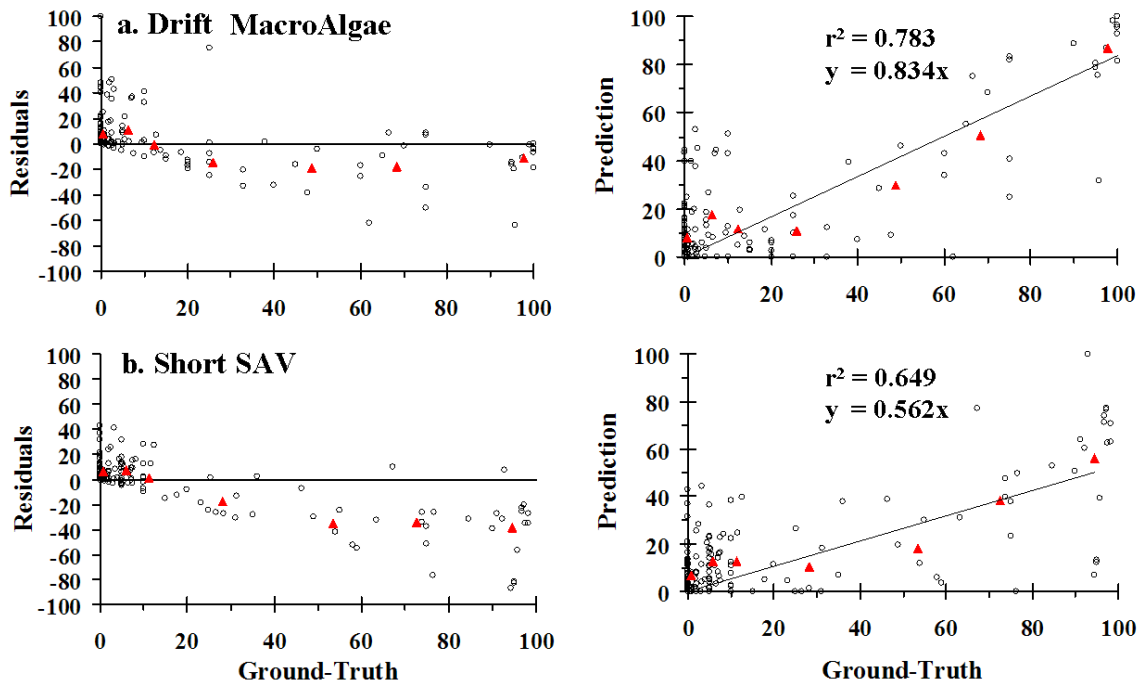 a. Drift MacroAlgae
100
80
60
40
20
0
-20
-40
-60
-80
-100
Residuals
0 20 40 60 80 100
r² = 0.783
y = 0.834x
100
80
60
40
20
0
Prediction
0 20 40 60 80 100
b. Short SAV
100
80
60
40
20
0
-20
-40
-60
-80
-100
Residuals
0 20 40 60 80 100
Ground-Truth
r² = 0.649
y = 0.562x
100
80
60
40
20
0
Prediction
0 20 40 60 80 100
Ground-Truth